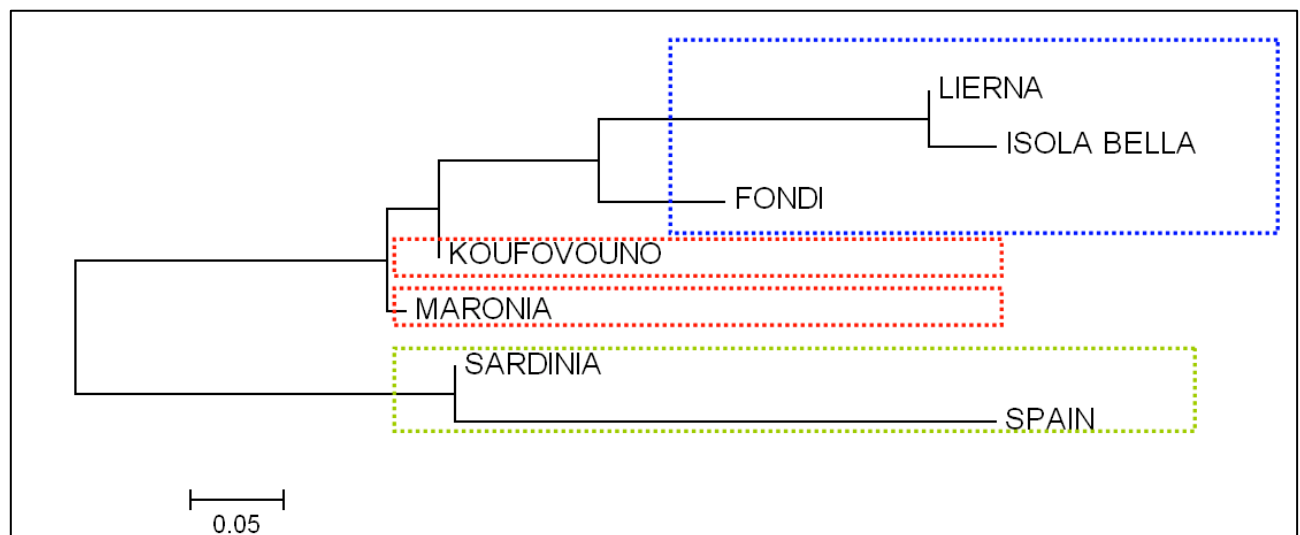 LIERNA
ISOLA BELLA
FONDI
KOUFOVOUNO
MARONIA
SARDINIA
SPAIN
0.05